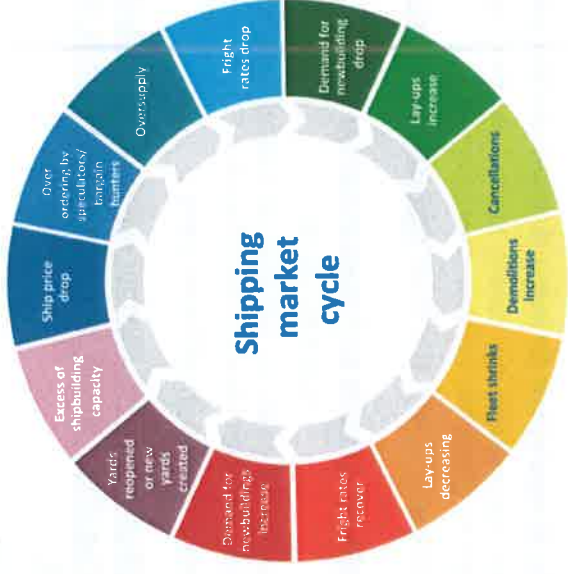 Shipping
market
cycle
Demand for
newbuilding
drop
Lay-ups
increase
Cancellations
Demolitions
increase
Fleet shrinks
Lay-ups
decreasing
Fright rates
recover
Demand for
newbuildings
increase
Yards
reopened
or new
yards
created
Excess of
shipbuilding
capacity
Ship price
drop
Over
ordering by
speculators/
bargain
hunters
Oversupply
Fright
rates drop